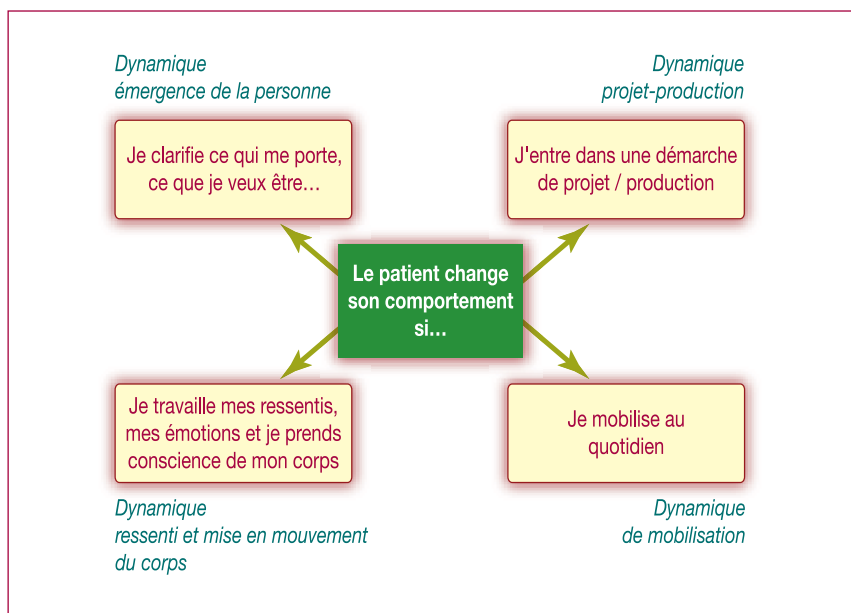 Dynamique
émergence de la personne
Dynamique
projet-production
Je clarifie ce qui me porte,
ce que je veux être…
J'entre dans une démarche
de projet / production
Le patient change
son comportement
si…
Je travaille mes ressentis,
mes émotions et je prends
conscience de mon corps
Je mobilise au
quotidien
Dynamique
ressenti et mise en mouvement
du corps
Dynamique
de mobilisation